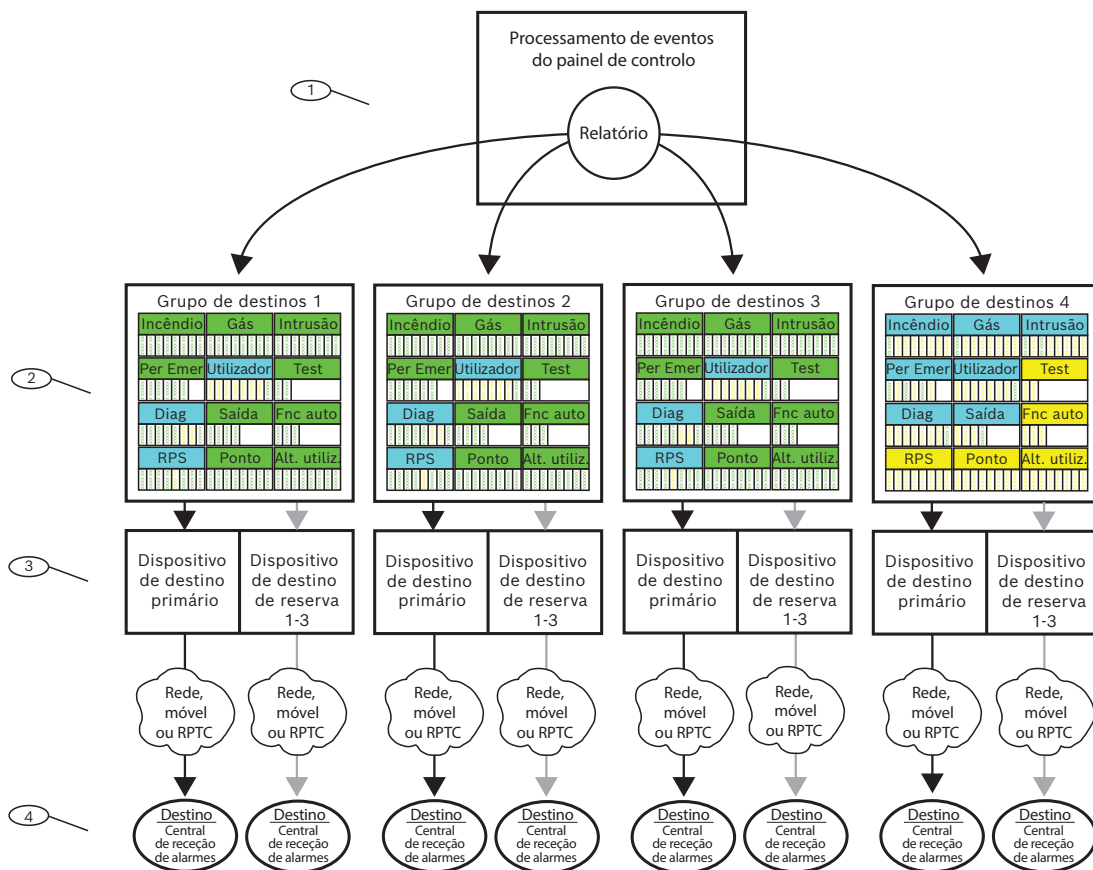 Processamento de eventos
do painel de controlo
1
Relatório
Grupo de destinos 1
Incêndio Gás Intrusão
Per Emer Utilizador Test
Diag Saída Fnc auto
RPS Ponto Alt. utiliz.
Grupo de destinos 2
Incêndio Gás Intrusão
Per Emer Utilizador Test
Diag Saída Fnc auto
RPS Ponto Alt. utiliz.
Grupo de destinos 3
Incêndio Gás Intrusão
Per Emer Utilizador Test
Diag Saída Fnc auto
RPS Ponto Alt. utiliz.
Grupo de destinos 4
Incêndio Gás Intrusão
Per Emer Utilizador Test
Diag Saída Fnc auto
RPS Ponto Alt. utiliz.
2
3
Dispositivo
de destino
primário
Dispositivo
de destino
de reserva
1-3
Dispositivo
de destino
primário
Dispositivo
de destino
de reserva
1-3
Dispositivo
de destino
primário
Dispositivo
de destino
de reserva
1-3
Dispositivo
de destino
primário
Dispositivo
de destino
de reserva
1-3
Rede,
móvel
ou RPTC
Rede,
móvel
ou RPTC
Rede,
móvel
ou RPTC
Rede,
móvel
ou RPTC
Rede,
móvel
ou RPTC
Rede,
móvel
ou RPTC
Rede,
móvel
ou RPTC
Rede,
móvel
ou RPTC
4
Destino
Central
de receção
de alarmes
Destino
Central
de receção
de alarmes
Destino
Central
de receção
de alarmes
Destino
Central
de receção
de alarmes
Destino
Central
de receção
de alarmes
Destino
Central
de receção
de alarmes
Destino
Central
de receção
de alarmes
Destino
Central
de receção
de alarmes